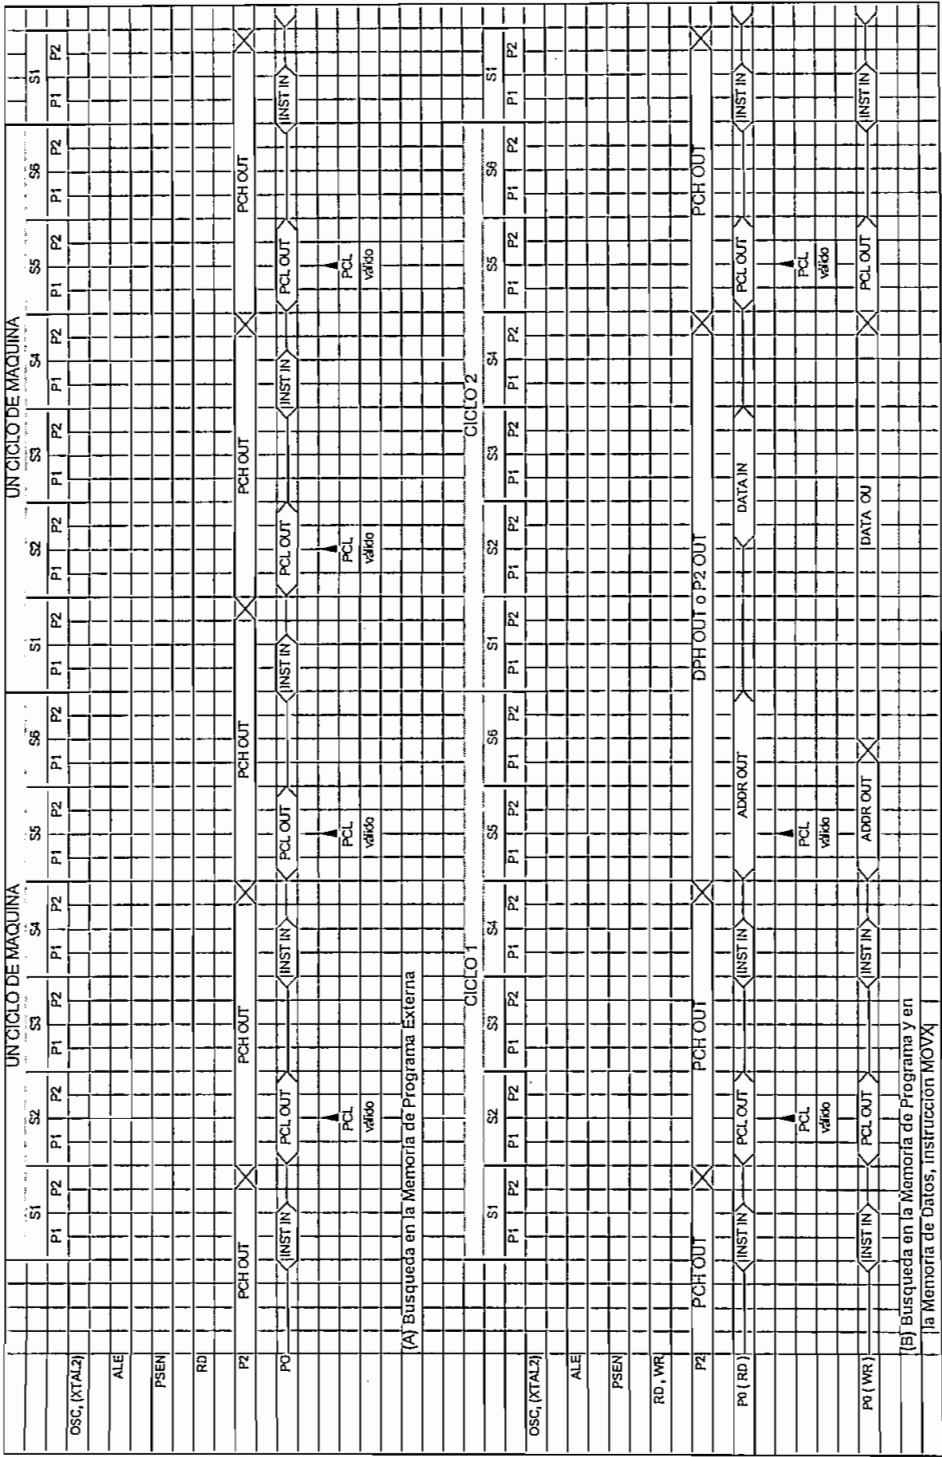 UN CICLO DE MAQUINA UN CICLO DE MAQUINA
S1 S2 S3 S4 S5 S6 S1 S2 S3 S4 S5 S6 S1
P1 P2 P1 P2 P1 P2 P1 P2 P1 P2 P1 P2 P1 P2 P1 P2 P1 P2 P1 P2 P1 P2 P1 P2 P1 P2
OSC, (XTAL2)
ALE
PSEN
RD
P2 PCH OUT PCH OUT PCH OUT PCH OUT PCH OUT
P0 INST IN PCL OUT INST IN PCL OUT INST IN PCL OUT INST IN PCL OUT INST IN
PCL PCL PCL PCL
válido válido válido válido
(A) Busqueda en la Memoria de Programa Externa
CICLO 1 CICLO 2
S1 S2 S3 S4 S5 S6 S1 S2 S3 S4 S5 S6 S1
P1 P2 P1 P2 P1 P2 P1 P2 P1 P2 P1 P2 P1 P2 P1 P2 P1 P2 P1 P2 P1 P2 P1 P2 P1 P2
OSC, (XTAL2)
ALE
PSEN
RD, WR
P2 PCH OUT PCH OUT DPH OUT o P2 OUT PCH OUT
P0 ( RD ) INST IN PCL OUT INST IN ADDR OUT DATA IN PCL OUT INST IN
PCL PCL PCL
válido válido válido
P0 ( WR ) INST IN PCL OUT INST IN ADDR OUT DATA OU PCL OUT INST IN
(B) Busqueda en la Memoria de Programa y en
la Memoria de Datos, instrucción MOVX